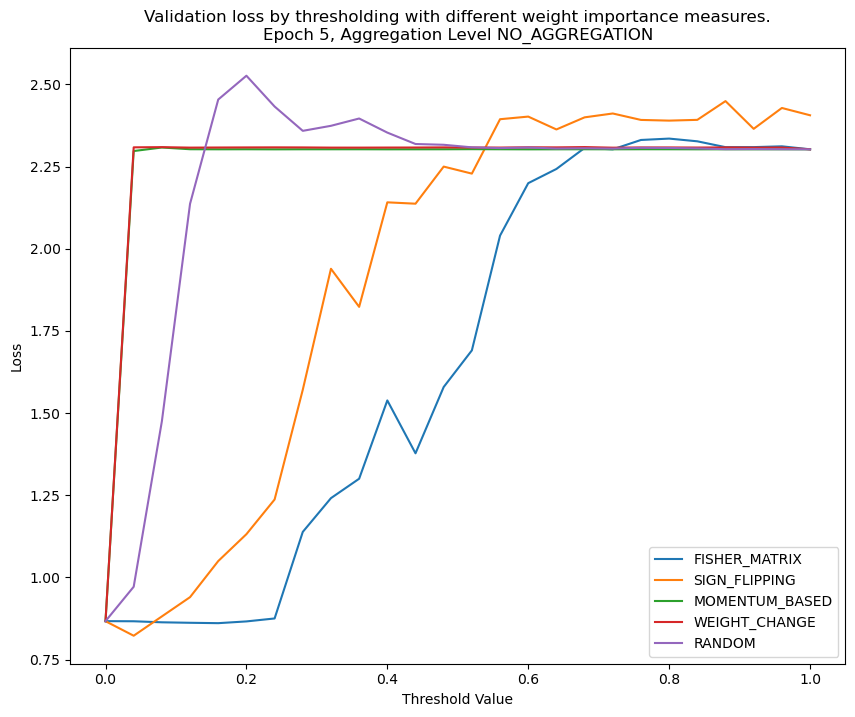 Validation loss by thresholding with different weight importance measures.
Epoch 5, Aggregation Level NO_AGGREGATION
Loss
2.50
2.25
2.00
1.75
1.50
1.25
1.00
0.75
FISHER_MATRIX
SIGN_FLIPPING
MOMENTUM_BASED
WEIGHT_CHANGE
RANDOM
0.0 0.2 0.4 0.6 0.8 1.0
Threshold Value